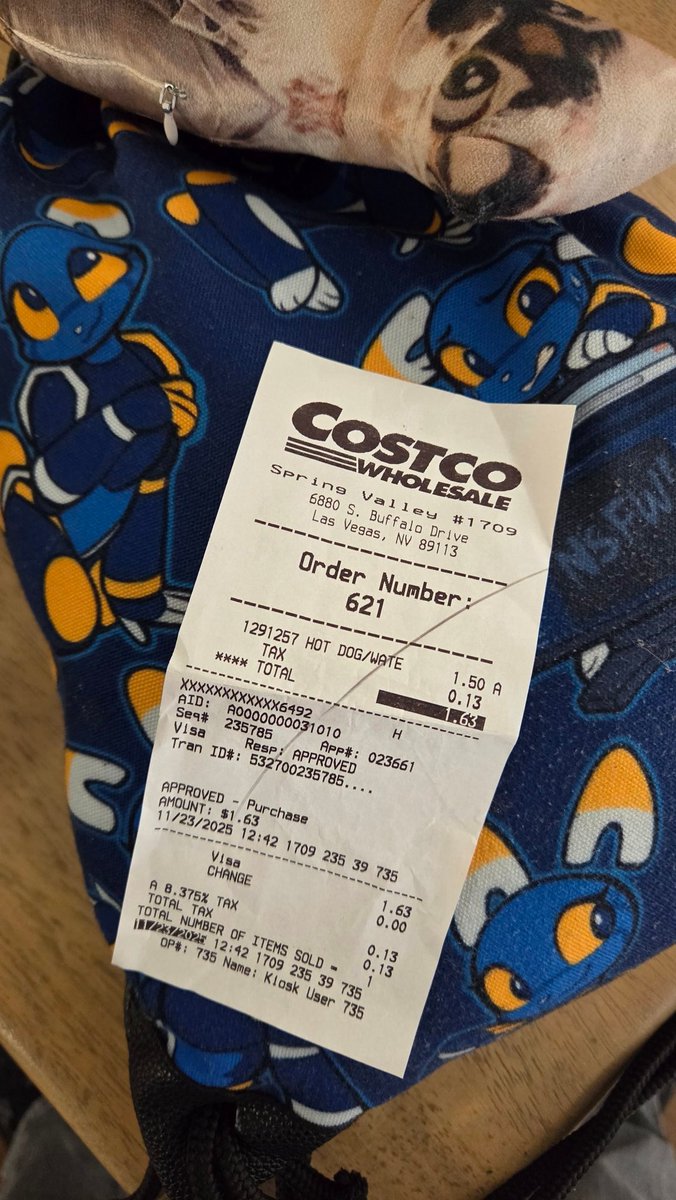 COSTCO
WHOLESALE
Spring Valley #1709
6880 S. Buffalo Drive
Las Vegas, NV 89113
Order Number:
621
1291257 HOT DOG/WATE 1.50 A
TAX 0.13
**** TOTAL 1.63
XXXXXXXXXXXX6492 H
AID: A0000000031010
Seq# 235785 App#: 023661
Visa Resp: APPROVED
Tran ID#: 532700235785....
APPROVED - Purchase
AMOUNT: $1.63
11/23/2025 12:42 1709 235 39 735
Visa 1.63
CHANGE 0.00
A 8.375% TAX 0.13
TOTAL TAX 0.13
TOTAL NUMBER OF ITEMS SOLD = 1
11/23/2025 12:42 1709 235 39 735
OP#: 735 Name: Kiosk User 735